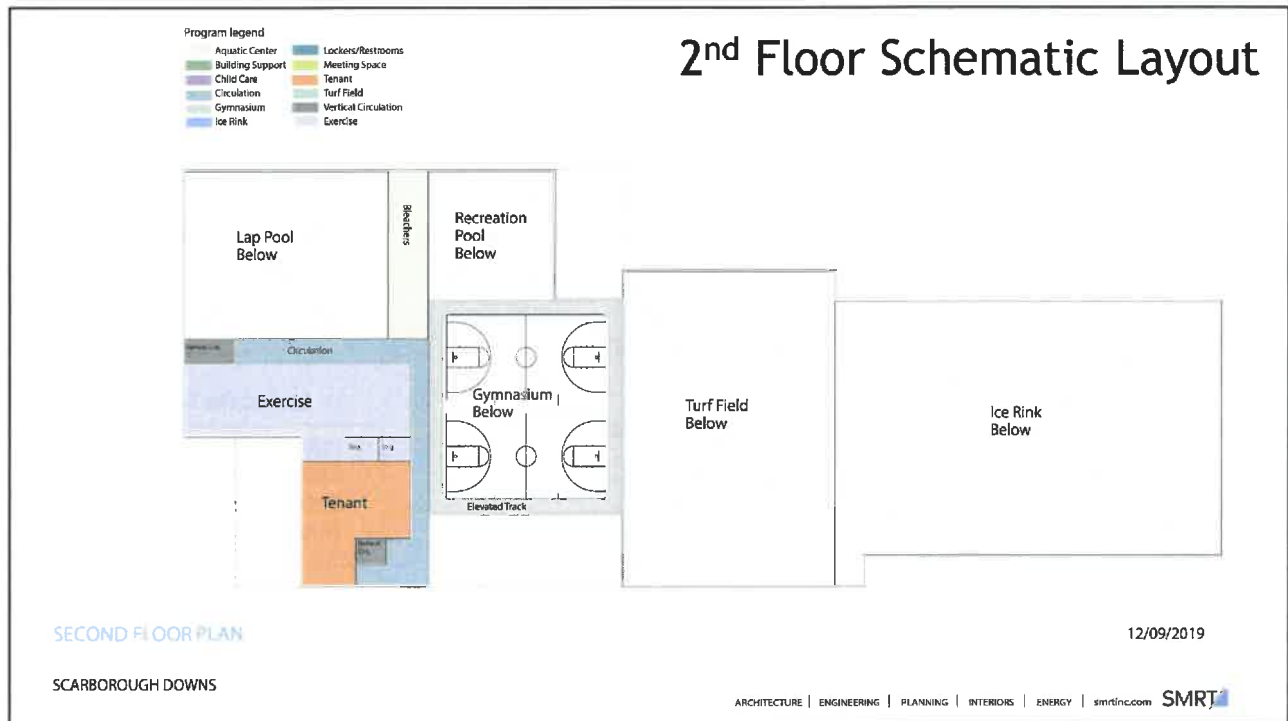 Program legend
Aquatic Center
Building Support
Child Care
Circulation
Gymnasium
Ice Rink
Lockers/Restrooms
Meeting Space
Tenant
Turf Field
Vertical Circulation
Exercise
2nd Floor Schematic Layout
Lap Pool
Below
Bleachers
Recreation
Pool
Below
Circulation
Exercise
Gymnasium
Below
Turf Field
Below
Ice Rink
Below
Tenant
Elevated Track
SECOND FLOOR PLAN
12/09/2019
SCARBOROUGH DOWNS
ARCHITECTURE | ENGINEERING | PLANNING | INTERIORS | ENERGY | smrtinc.com SMRT